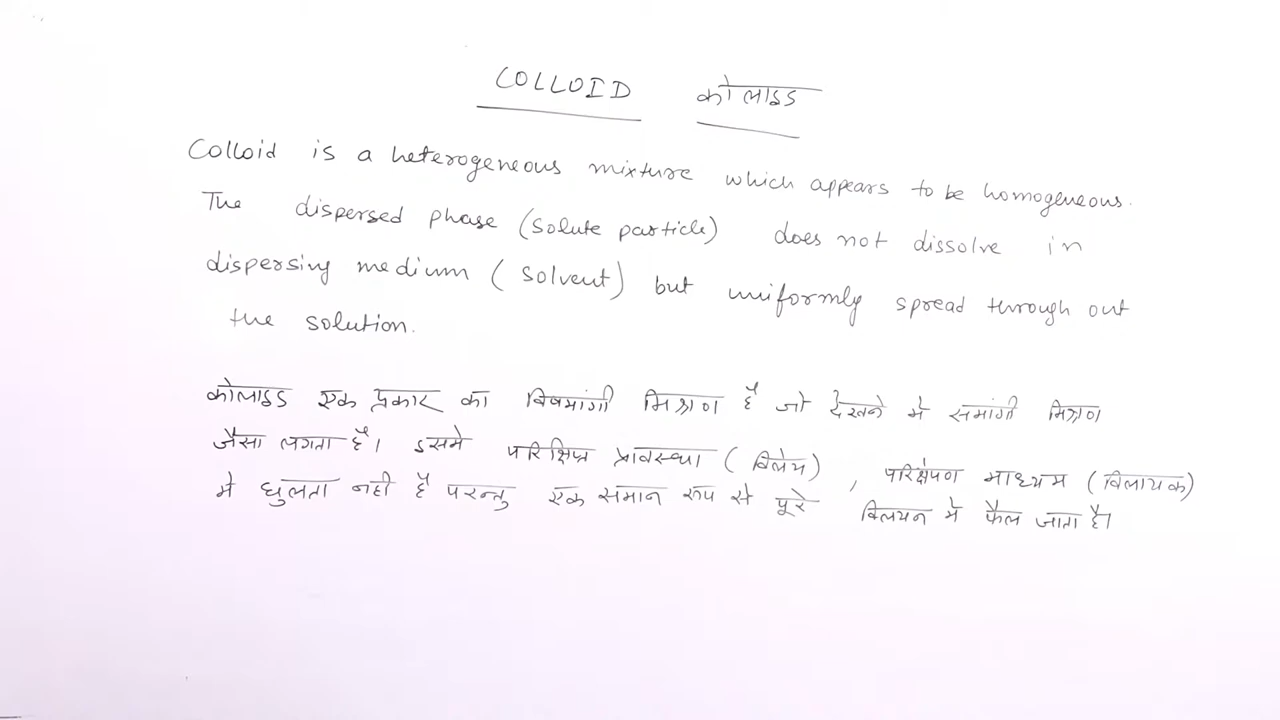 COLLOID कोलाइड
Colloid is a heterogeneous mixture which appears to be homogeneous.
The dispersed phase (solute particle) does not dissolve in
dispersing medium (solvent) but uniformly spread through out
the solution.
कोलाइड एक प्रकार का विषमांगी मिश्रण है जो देखने मे समांगी मिश्रण
जैसा लगता है। इसमे परिक्षिप्त प्रावस्था (विलेय) , परिक्षेपण माध्यम (विलायक)
मे घुलता नही है परन्तु एक समान रूप से पूरे विलयन मे फैल जाता है।